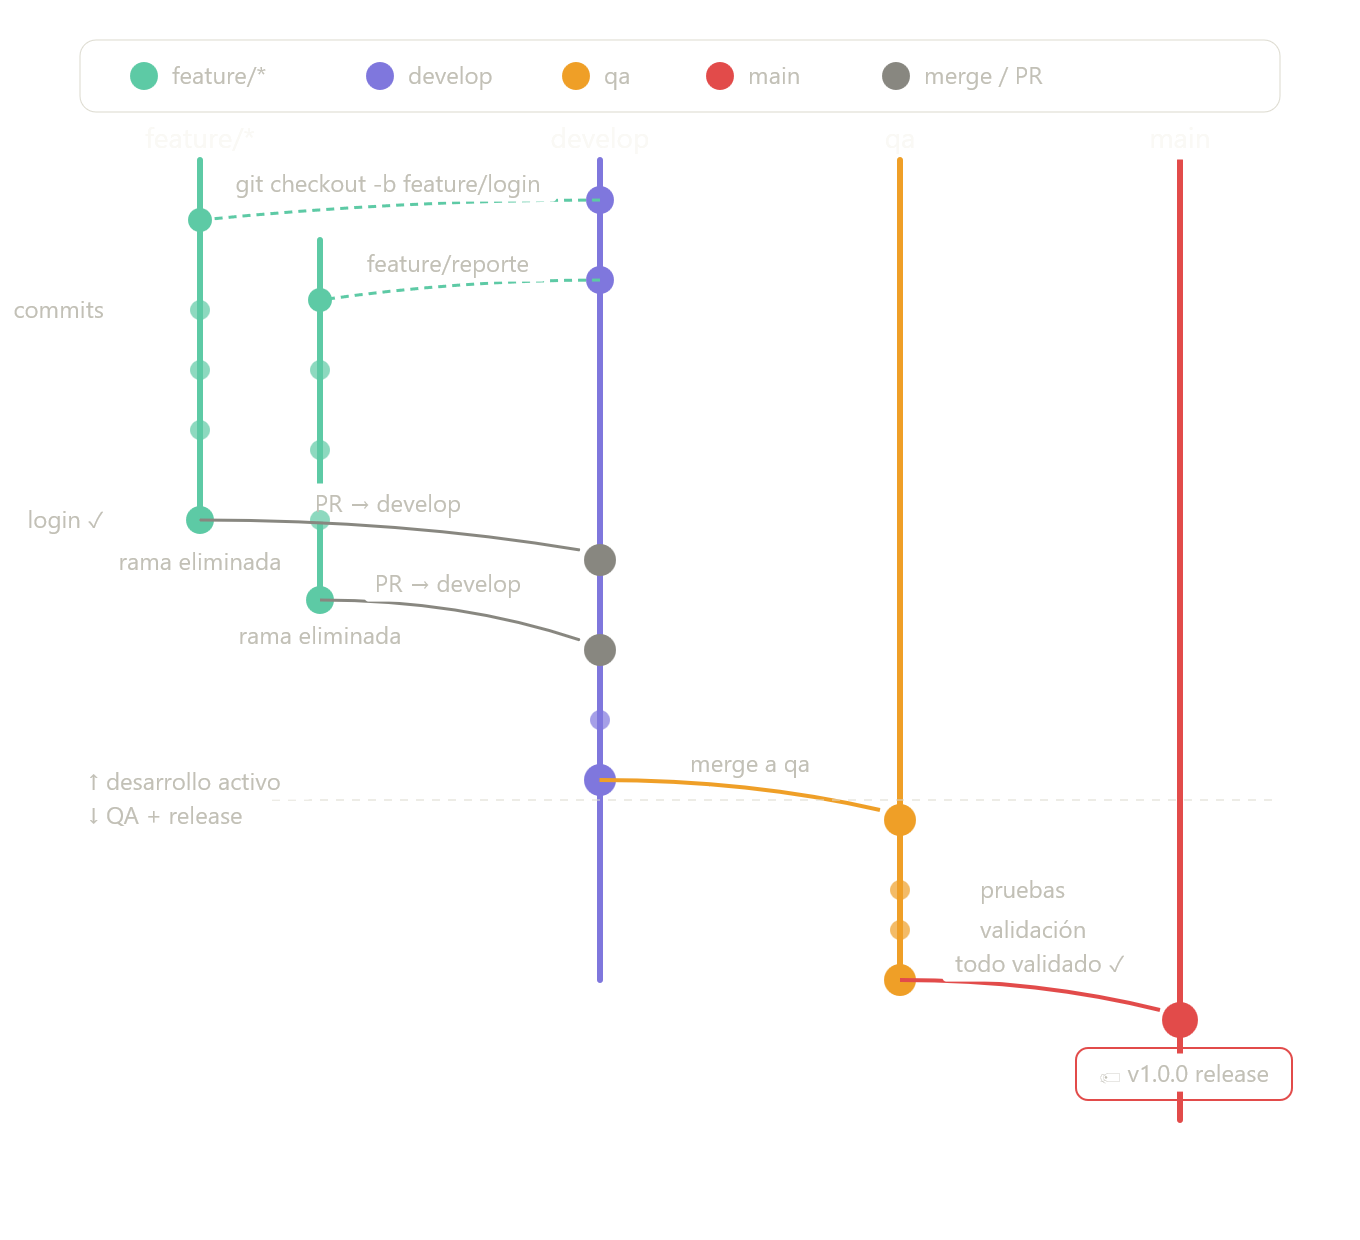 feature/*
develop
qa
main
merge / PR
feature/*
develop
qa
main
git checkout -b feature/login
feature/reporte
commits
PR → develop
login ✓
rama eliminada
PR → develop
rama eliminada
merge a qa
↑ desarrollo activo
↓ QA + release
pruebas
validación
todo validado ✓
🏷 v1.0.0 release